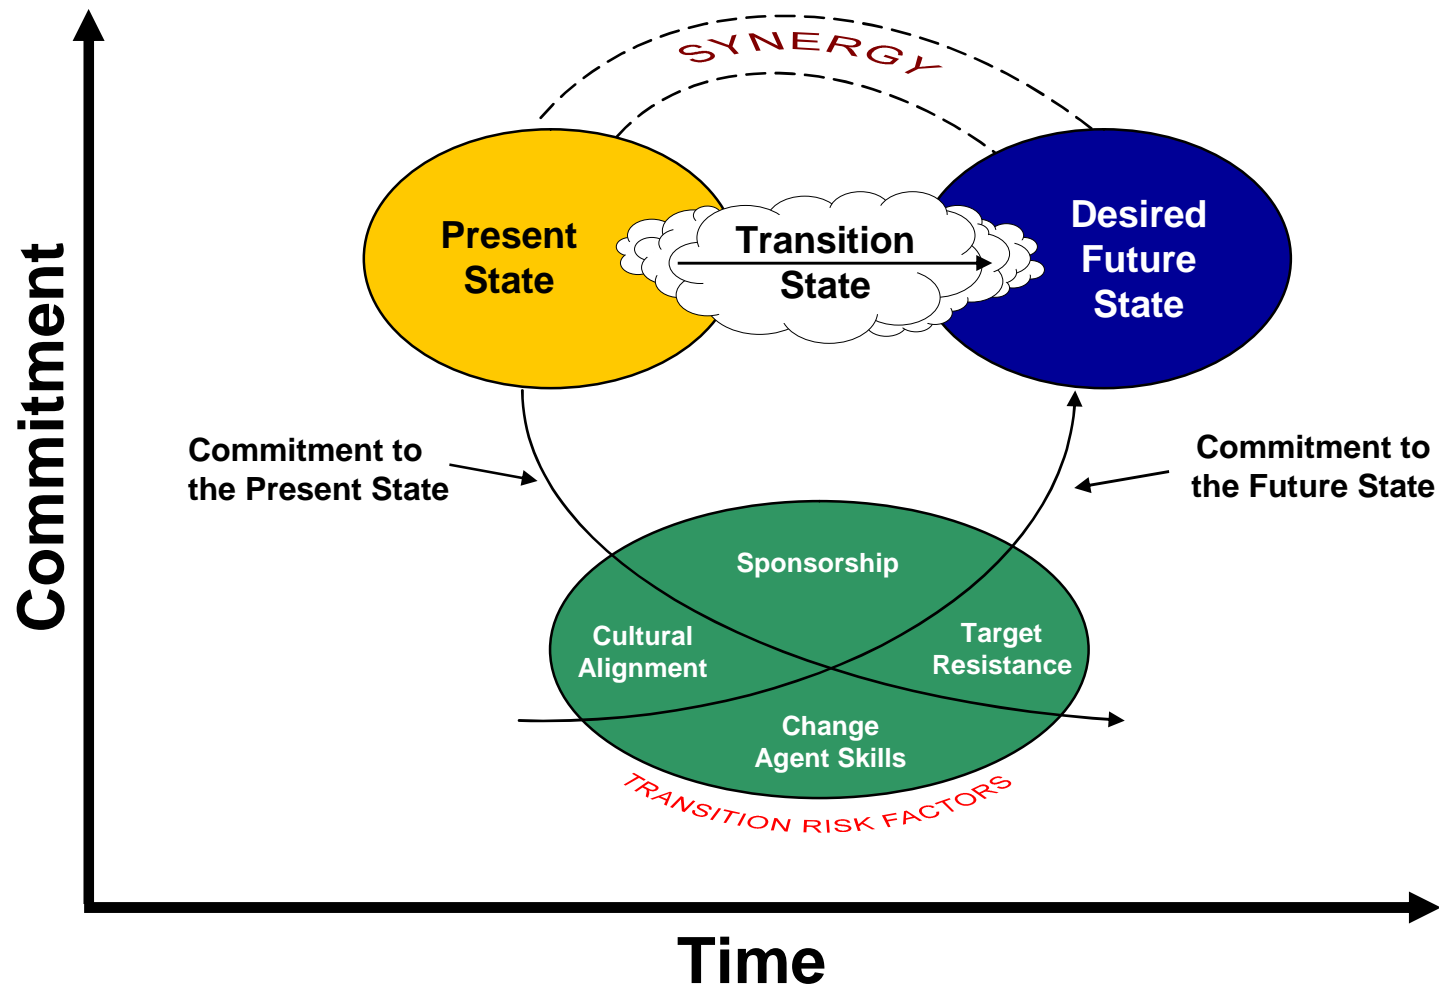 SYNERGY
Present
State
Transition
State
Desired
Future
State
Commitment
Commitment to
the Present State
Commitment to
the Future State
Sponsorship
Cultural
Alignment
Target
Resistance
Change
Agent Skills
TRANSITION RISK FACTORS
Time